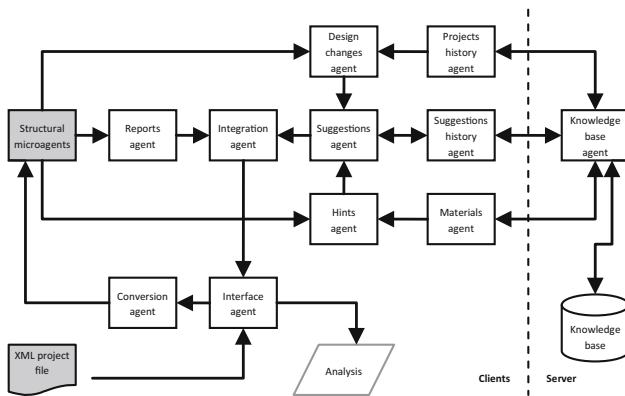 Design
changes
agent
Projects
history
agent
Structural
microagents
Reports
agent
Integration
agent
Suggestions
agent
Suggestions
history
agent
Knowledge
base
agent
Hints
agent
Materials
agent
Conversion
agent
Interface
agent
Knowledge
base
XML project
file
Analysis
Clients
Server